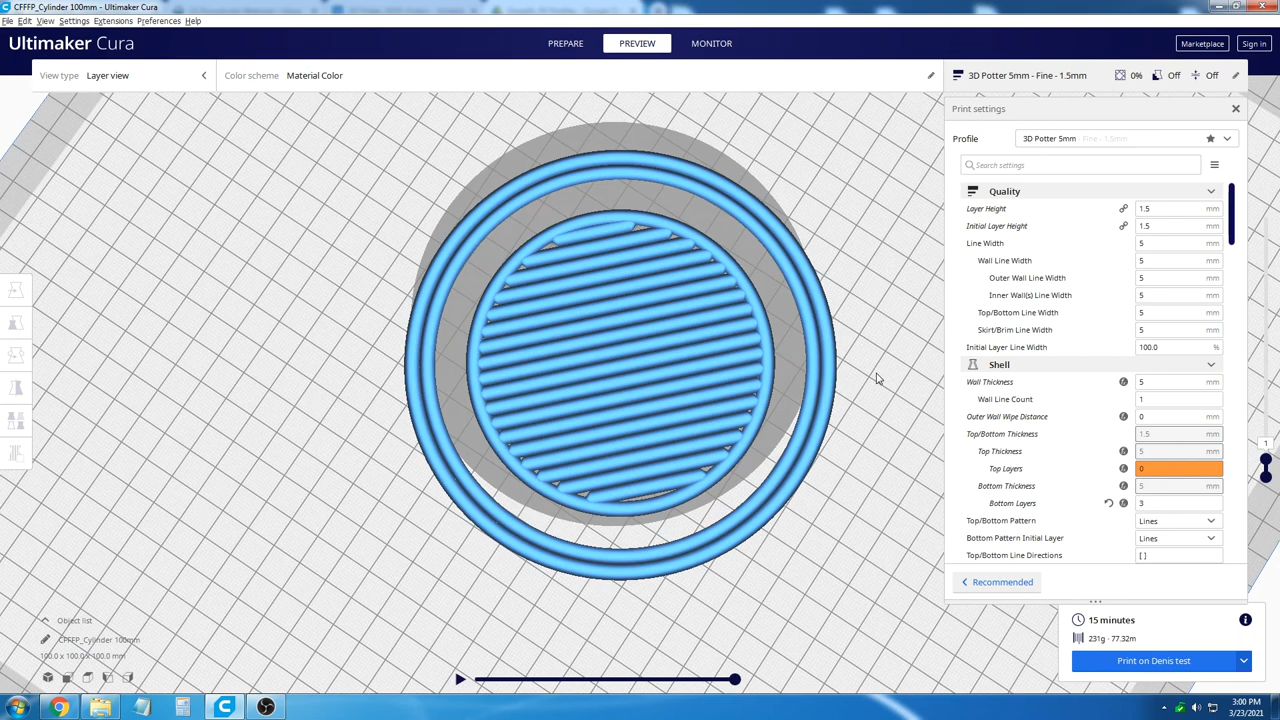 CFFFP_Cylinder 100mm - Ultimaker Cura
File Edit View Settings Extensions Preferences Help
Ultimaker Cura
PREPARE PREVIEW MONITOR
Marketplace Sign in
View type Layer view
Color scheme Material Color
3D Potter 5mm - Fine - 1.5mm 0% Off Off
Print settings
Profile 3D Potter 5mm - Fine - 1.5mm
Search settings
Quality
Layer Height 1.5 mm
Initial Layer Height 1.5 mm
Line Width 5 mm
Wall Line Width 5 mm
Outer Wall Line Width 5 mm
Inner Wall(s) Line Width 5 mm
Top/Bottom Line Width 5 mm
Skirt/Brim Line Width 5 mm
Initial Layer Line Width 100.0 %
Shell
Wall Thickness 5 mm
Wall Line Count 1
Outer Wall Wipe Distance 0 mm
Top/Bottom Thickness 1.5 mm
Top Thickness 5 mm
Top Layers 0
Bottom Thickness 5 mm
Bottom Layers 3
Top/Bottom Pattern Lines
Bottom Pattern Initial Layer Lines
Top/Bottom Line Directions [ ]
1
Recommended
Object list
CFFFP_Cylinder 100mm
100.0 x 100.0 x 100.0 mm
15 minutes
231g · 77.32m
Print on Denis test
3:00 PM
3/23/2021